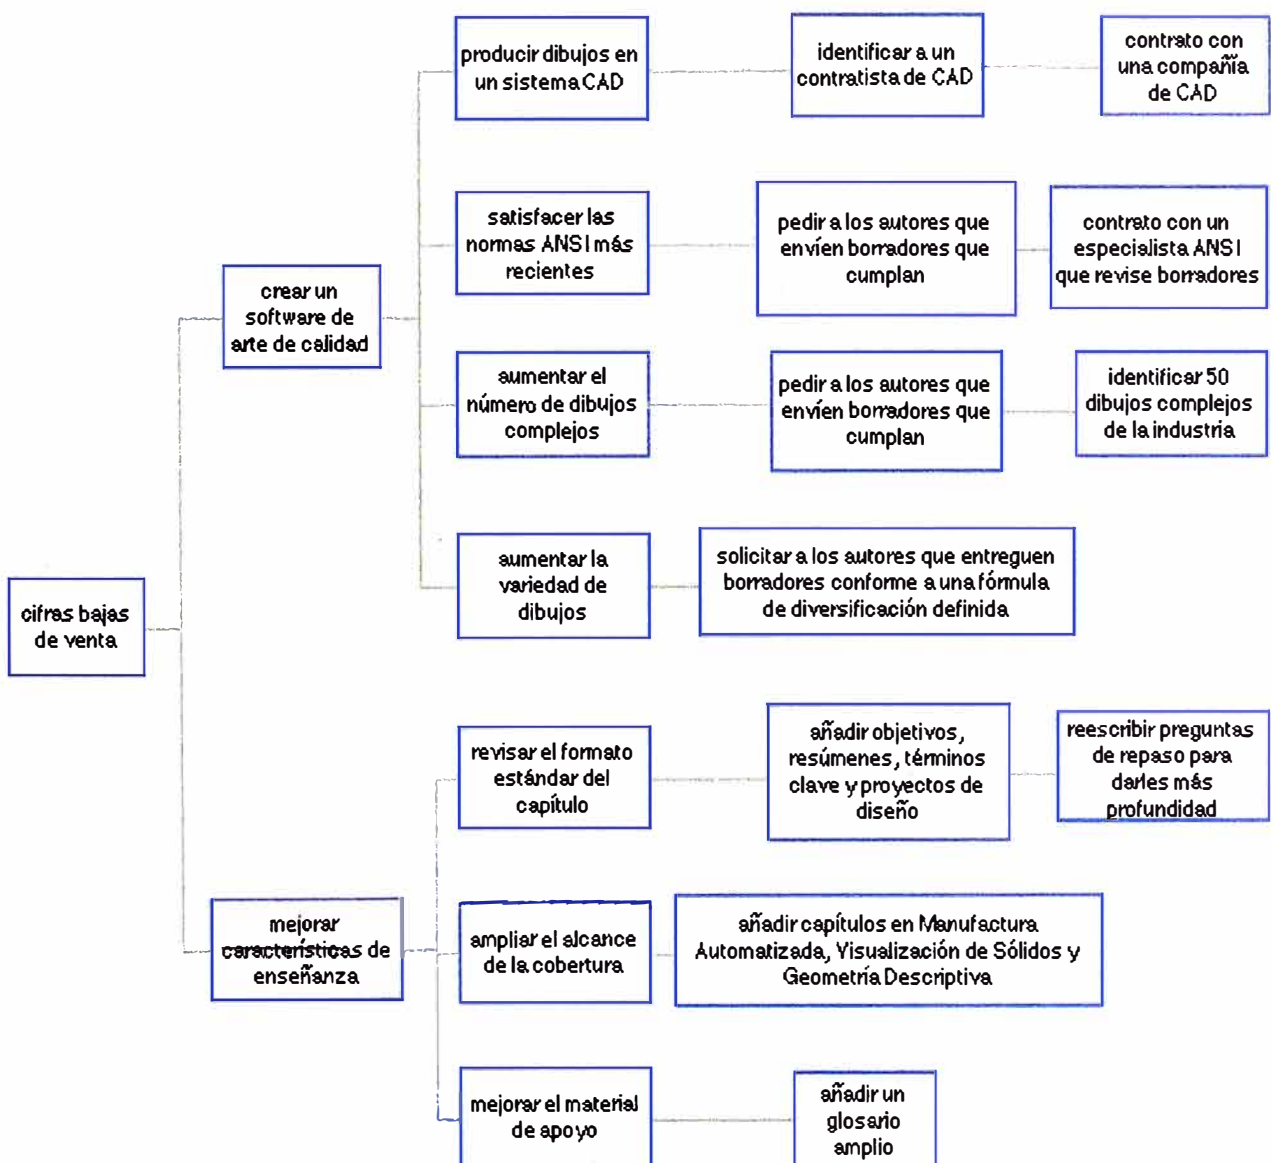 producir dibujos en
un sistema CAD
identificar a un
contratista de CAD
contrato con
una compañía
de CAD
satisfacer las
normas ANSI más
recientes
pedir a los autores que
envíen borradores que
cumplan
contrato con un
especialista ANSI
que revise borradores
crear un
software de
arte de calidad
aumentar el
número de dibujos
complejos
pedir a los autores que
envíen borradores que
cumplan
identificar 50
dibujos complejos
de la industria
aumentar la
variedad de
dibujos
solicitar a los autores que entreguen
borradores conforme a una fórmula
de diversificación definida
cifras bajas
de venta
revisar el formato
estándar del
capítulo
añadir objetivos,
resúmenes, términos
clave y proyectos de
diseño
reescribir preguntas
de repaso para
darles más
profundidad
mejorar
características de
enseñanza
ampliar el alcance
de la cobertura
añadir capítulos en Manufactura
Automatizada, Visualización de Sólidos y
Geometría Descriptiva
mejorar el material
de apoyo
añadir un
glosario
amplio